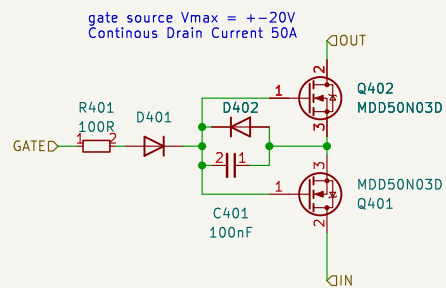 gate source Vmax = +-20V
Continous Drain Current 50A
OUT
2
1
Q402
MDD50N03D
3
R401
100R
D401
D402
GATE
1 2
2 1
3
MDD50N03D
Q401
1
2
C401
100nF
IN